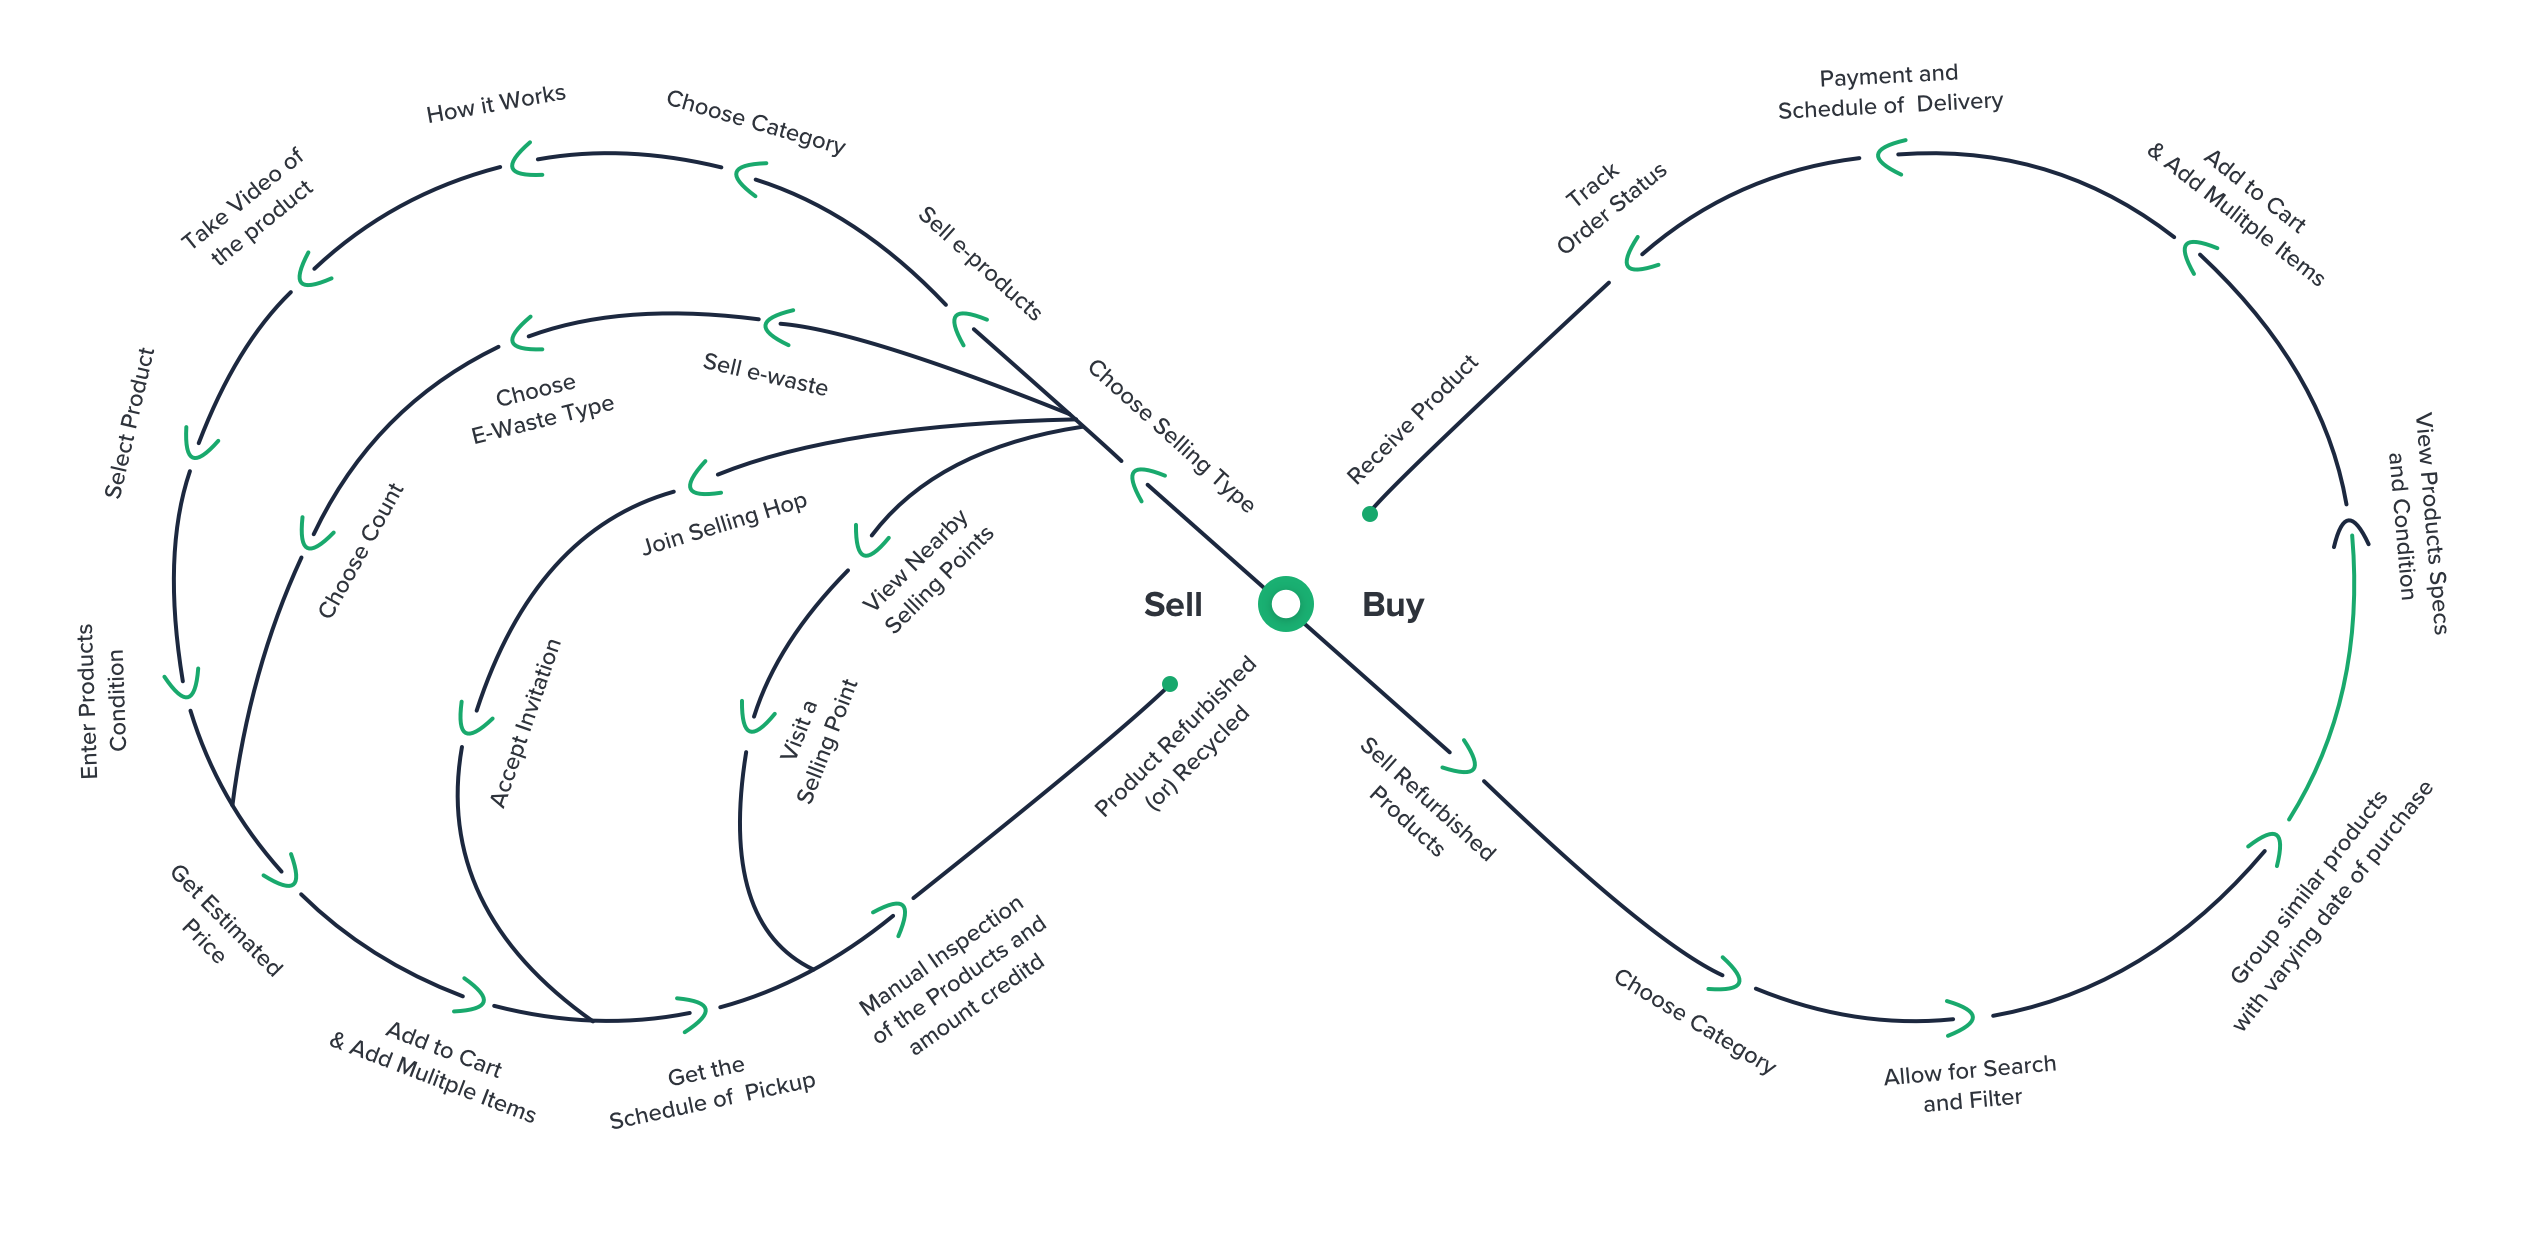 Sell
Buy
Choose Selling Type
Sell e-products
Choose Category
How it Works
Take Video of
the product
Select Product
Enter Products
Condition
Get Estimated
Price
Add to Cart
& Add Mulitple Items
Get the
Schedule of  Pickup
Manual Inspection
of the Products and
amount creditd
Product Refurbished
(or) Recycled
Sell e-waste
Choose
E-Waste Type
Choose Count
Join Selling Hop
Accept Invitation
View Nearby
Selling Points
Visit a
Selling Point
Sell Refurbished
Products
Choose Category
Allow for Search
and Filter
Group similar products
with varying date of purchase
View Products Specs
and Condition
Add to Cart
& Add Mulitple Items
Payment and
Schedule of  Delivery
Track
Order Status
Receive Product